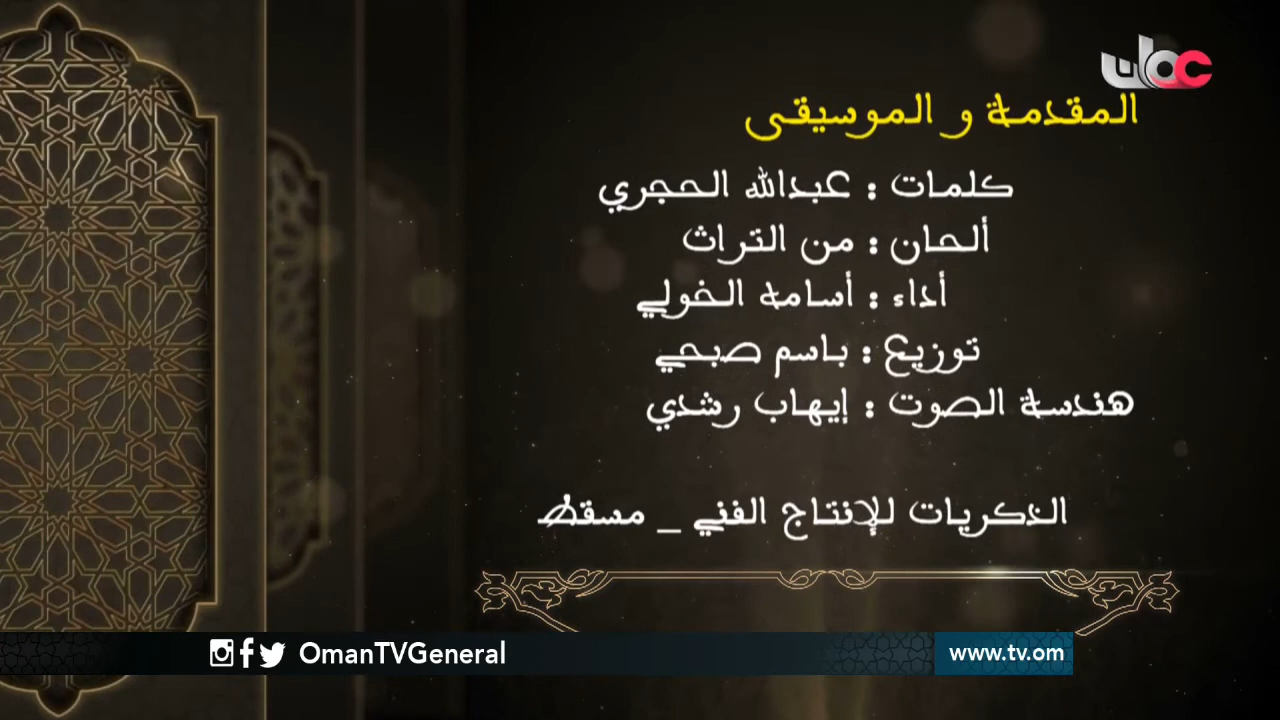 عمان
المقدمة و الموسيقى
كلمات : عبدالله الحجري
ألحان : من التراث
أداء : أسامة الخولي
توزيع : باسم صبحي
هندسة الصوت : إيهاب رشدي
الذكريات للإنتاج الفني _ مسقط
OmanTVGeneral
www.tv.om